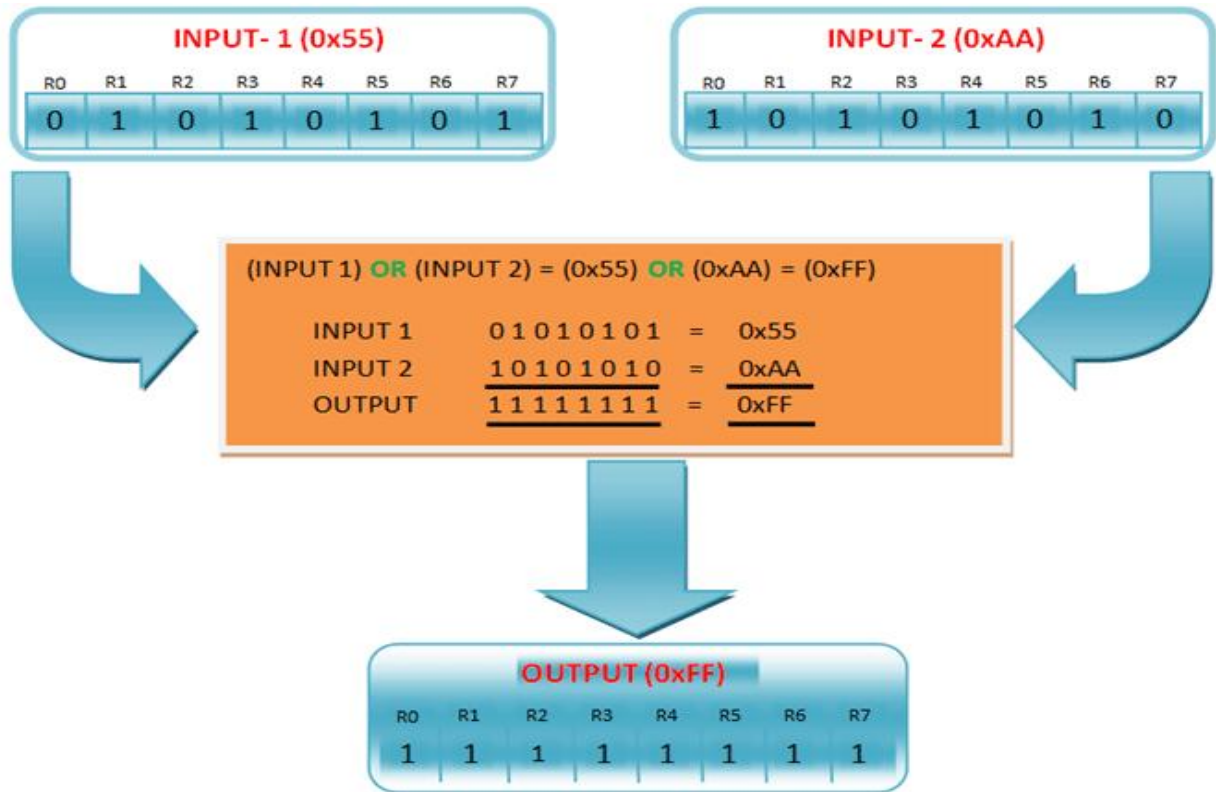 INPUT- 1 (0x55)
R0 R1 R2 R3 R4 R5 R6 R7
0 1 0 1 0 1 0 1
INPUT- 2 (0xAA)
R0 R1 R2 R3 R4 R5 R6 R7
1 0 1 0 1 0 1 0
(INPUT 1) OR (INPUT 2) = (0x55) OR (0xAA) = (0xFF)
INPUT 1 0 1 0 1 0 1 0 1 = 0x55
INPUT 2 1 0 1 0 1 0 1 0 = 0xAA
OUTPUT 1 1 1 1 1 1 1 1 = 0xFF
OUTPUT (0xFF)
R0 R1 R2 R3 R4 R5 R6 R7
1 1 1 1 1 1 1 1